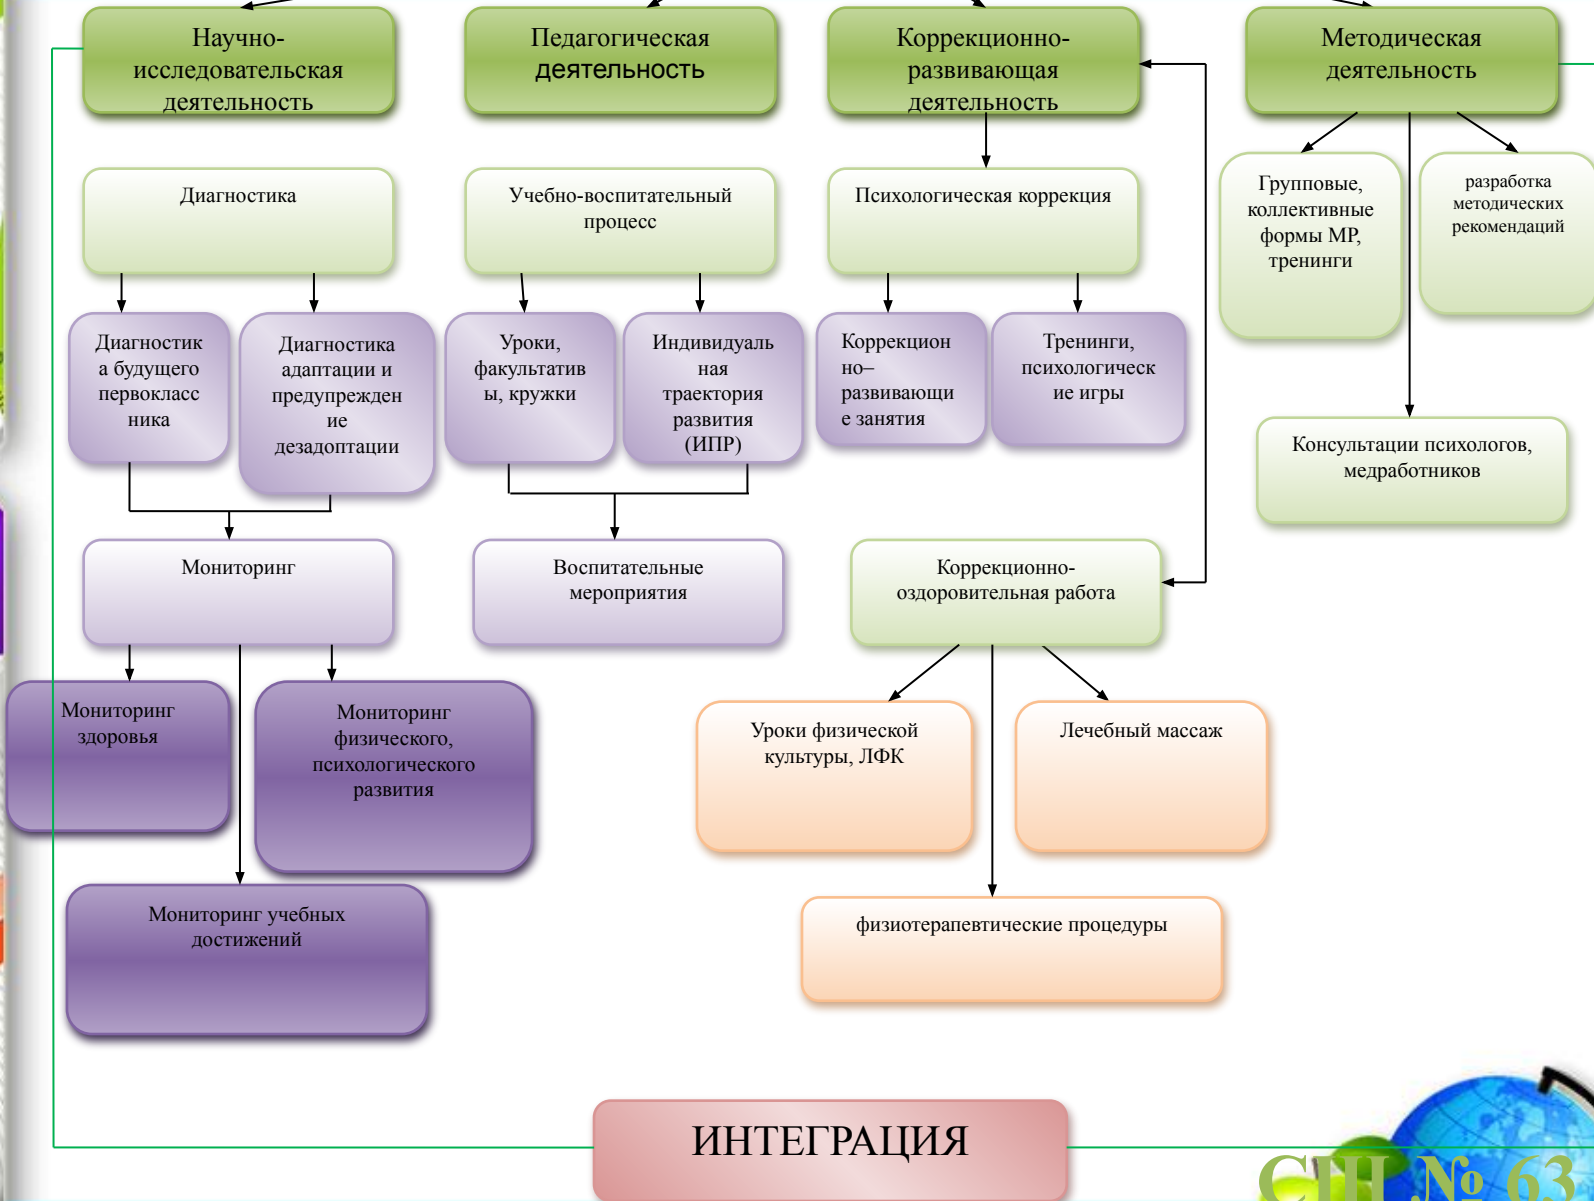 Научно-
исследовательская
деятельность
Педагогическая
деятельность
Коррекционно-
развивающая
деятельность
Методическая
деятельность
Диагностика
Учебно-воспитательный
процесс
Психологическая коррекция
Групповые,
коллективные
формы МР,
тренинги
разработка
методических
рекомендаций
Диагностик
а будущего
первокласс
ника
Диагностика
адаптации и
предупрежден
ие
дезадоптации
Уроки,
факультатив
ы, кружки
Индивидуаль
ная
траектория
развития
(ИПР)
Коррекцион
но–
развивающи
е занятия
Тренинги,
психологическ
ие игры
Консультации психологов,
медработников
Мониторинг
Воспитательные
мероприятия
Коррекционно-
оздоровительная работа
Мониторинг
здоровья
Мониторинг
физического,
психологического
развития
Уроки физической
культуры, ЛФК
Лечебный массаж
Мониторинг учебных
достижений
физиотерапевтические процедуры
ИНТЕГРАЦИЯ
СШ № 63